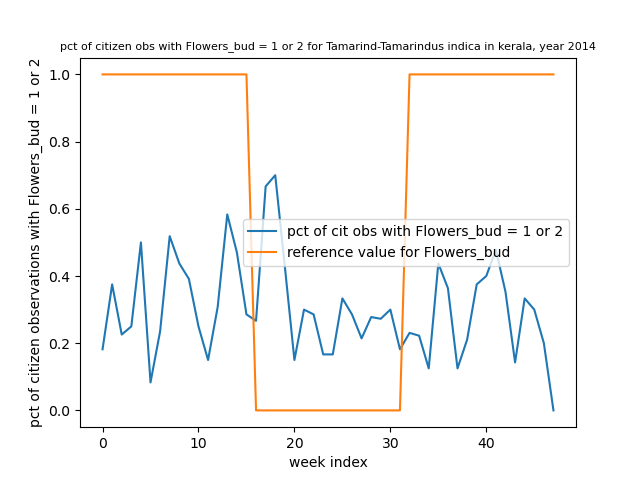 pct of citizen obs with Flowers_bud = 1 or 2 for Tamarind-Tamarindus indica in kerala, year 2014
pct of citizen observations with Flowers_bud = 1 or 2
1.0
0.8
0.6
0.4
0.2
0.0
pct of cit obs with Flowers_bud = 1 or 2
reference value for Flowers_bud
0
10
20
30
40
week index